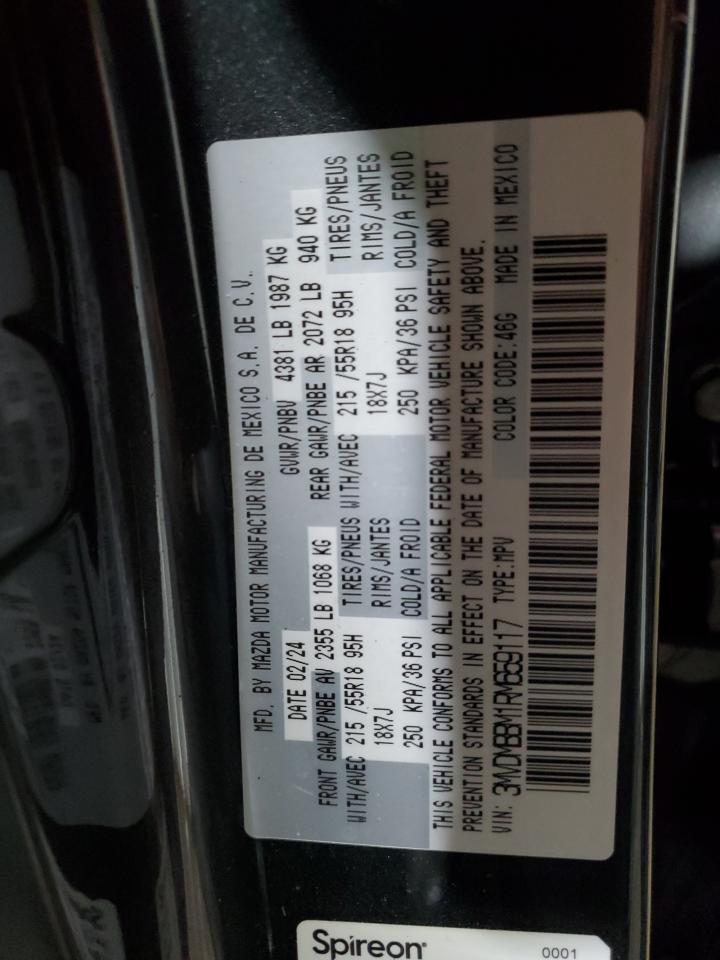 MFD. BY MAZDA MOTOR MANUFACTURING DE MEXICO S.A. DE C.V.
DATE 02/24 GVWR/PNBV 4381 LB 1987 KG
FRONT GAWR/PNBE AV 2355 LB 1068 KG REAR GAWR/PNBE AR 2072 LB 940 KG
WITH/AVEC 215 /55R18 95H TIRES/PNEUS WITH/AVEC 215 /55R18 95H TIRES/PNEUS
18X7J RIMS/JANTES 18X7J RIMS/JANTES
250 KPA/36 PSI COLD/A FROID 250 KPA/36 PSI COLD/A FROID
THIS VEHICLE CONFORMS TO ALL APPLICABLE FEDERAL MOTOR VEHICLE SAFETY AND THEFT
PREVENTION STANDARDS IN EFFECT ON THE DATE OF MANUFACTURE SHOWN ABOVE.
VIN: 3MVDMBBM1RM659117 TYPE:MPV COLOR CODE:46G MADE IN MEXICO
Spireon 0001